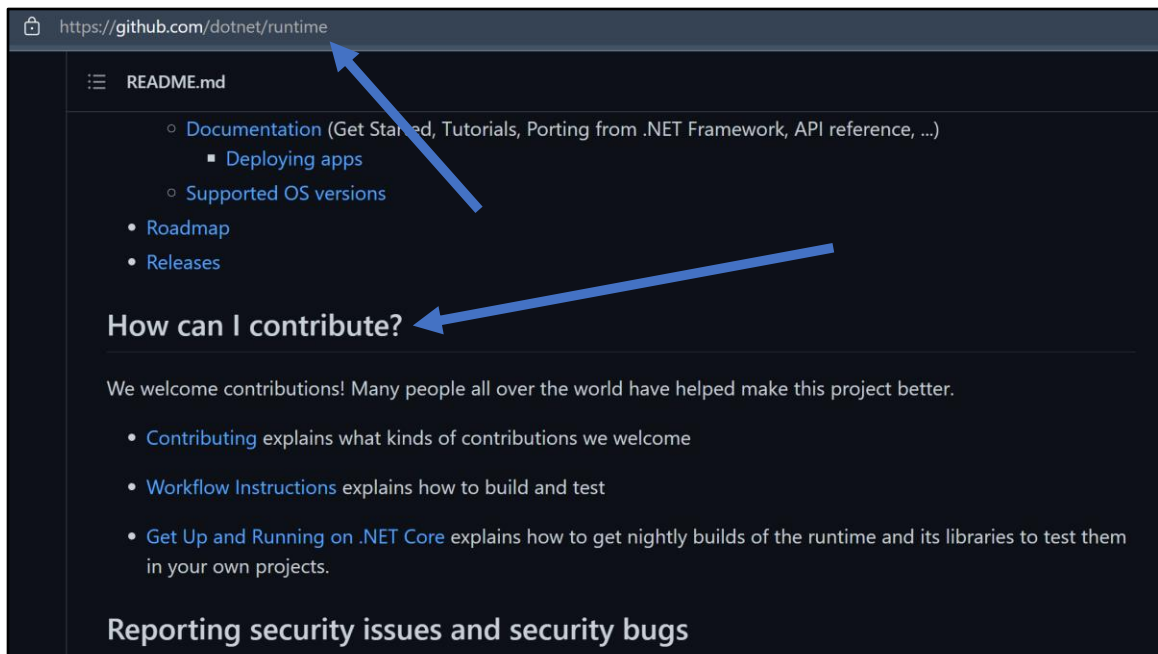 https://github.com/dotnet/runtime
README.md
Documentation (Get Started, Tutorials, Porting from .NET Framework, API reference, ...)
Deploying apps
Supported OS versions
Roadmap
Releases
How can I contribute?
We welcome contributions! Many people all over the world have helped make this project better.
Contributing explains what kinds of contributions we welcome
Workflow Instructions explains how to build and test
Get Up and Running on .NET Core explains how to get nightly builds of the runtime and its libraries to test them
in your own projects.
Reporting security issues and security bugs